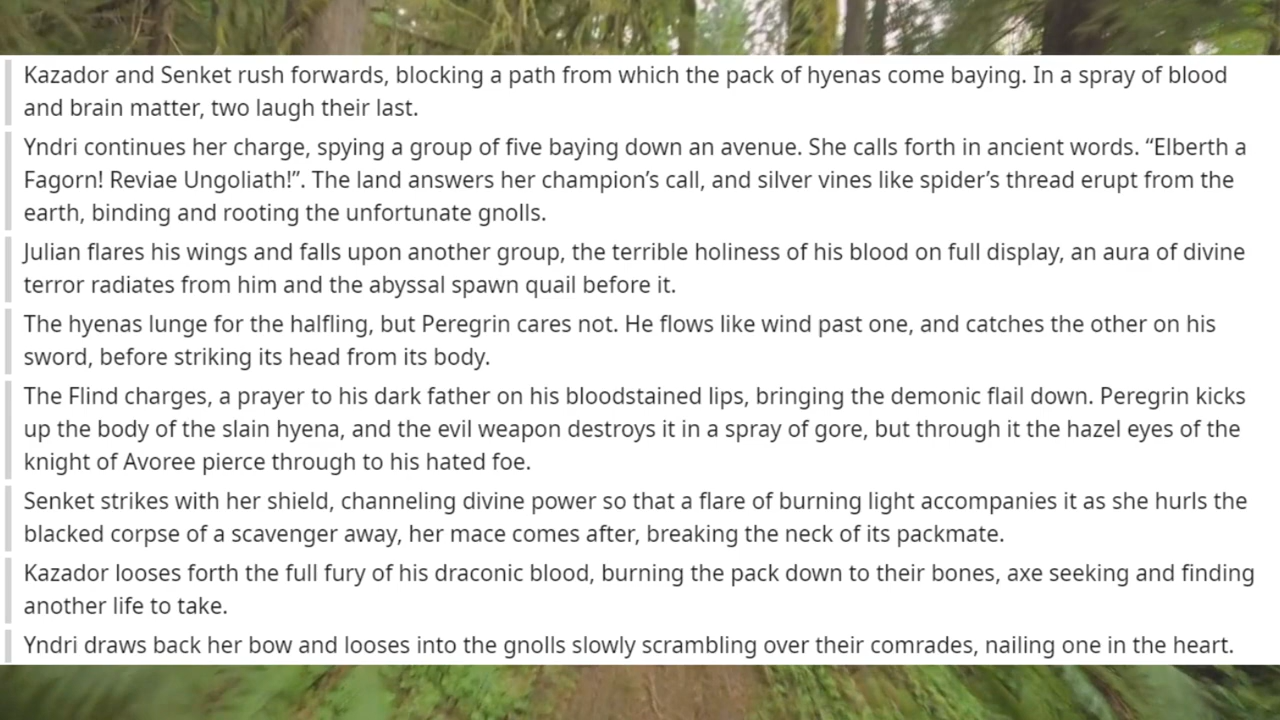 Kazador and Senket rush forwards, blocking a path from which the pack of hyenas come baying. In a spray of blood
and brain matter, two laugh their last.
Yndri continues her charge, spying a group of five baying down an avenue. She calls forth in ancient words. “Elberth a
Fagorn! Reviae Ungoliath!”. The land answers her champion’s call, and silver vines like spider’s thread erupt from the
earth, binding and rooting the unfortunate gnolls.
Julian flares his wings and falls upon another group, the terrible holiness of his blood on full display, an aura of divine
terror radiates from him and the abyssal spawn quail before it.
The hyenas lunge for the halfling, but Peregrin cares not. He flows like wind past one, and catches the other on his
sword, before striking its head from its body.
The Flind charges, a prayer to his dark father on his bloodstained lips, bringing the demonic flail down. Peregrin kicks
up the body of the slain hyena, and the evil weapon destroys it in a spray of gore, but through it the hazel eyes of the
knight of Avoree pierce through to his hated foe.
Senket strikes with her shield, channeling divine power so that a flare of burning light accompanies it as she hurls the
blacked corpse of a scavenger away, her mace comes after, breaking the neck of its packmate.
Kazador looses forth the full fury of his draconic blood, burning the pack down to their bones, axe seeking and finding
another life to take.
Yndri draws back her bow and looses into the gnolls slowly scrambling over their comrades, nailing one in the heart.